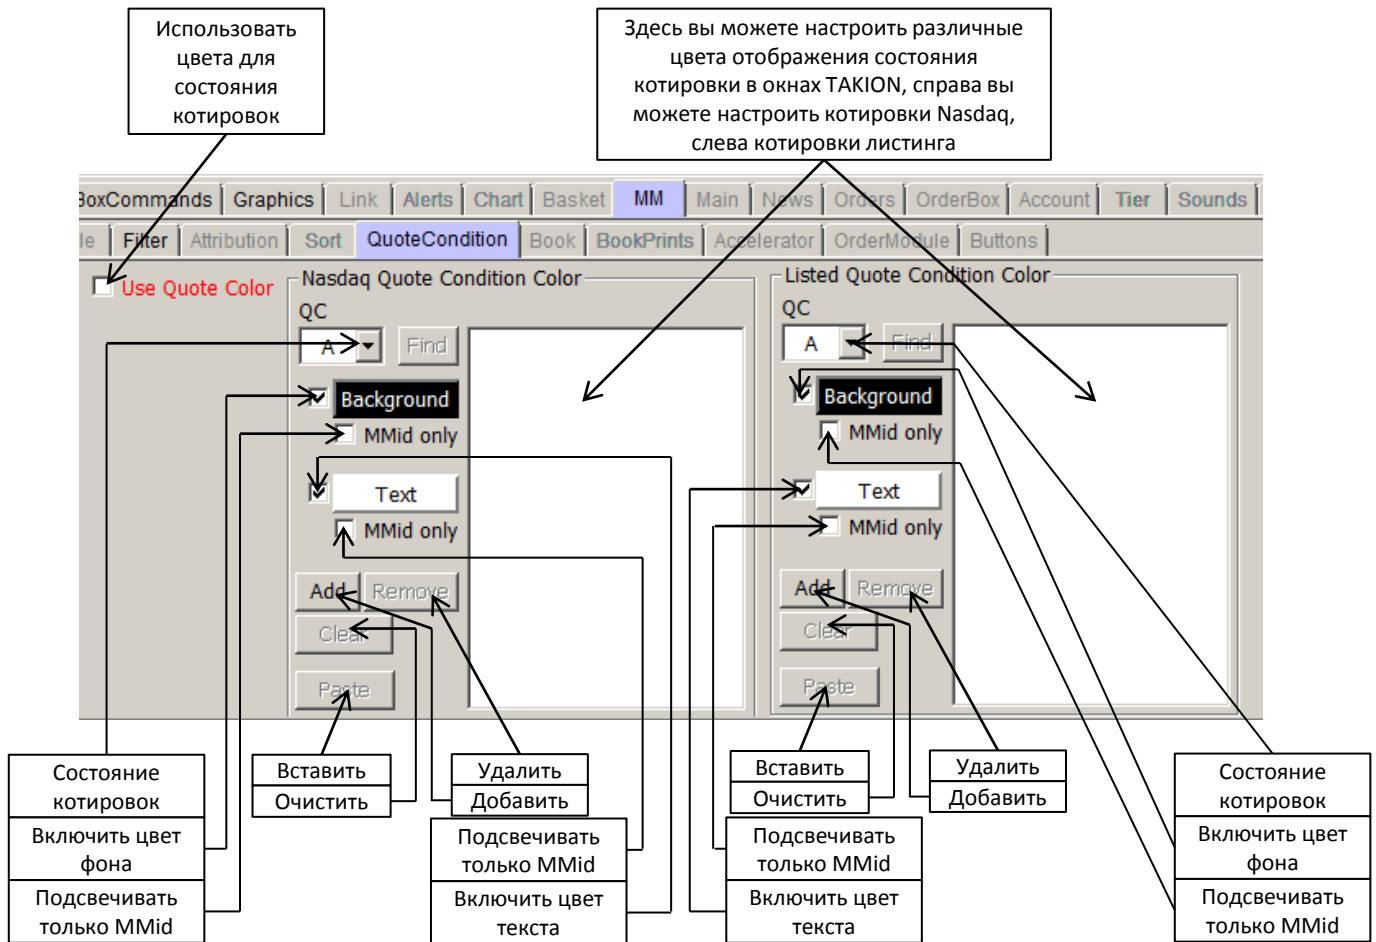 Использовать
цвета для
состояния
котировок
Здесь вы можете настроить различные
цвета отображения состояния
котировки в окнах TAKION, справа вы
можете настроить котировки Nasdaq,
слева котировки листинга
BoxCommands Graphics Link Alerts Chart Basket MM Main News Orders OrderBox Account Tier Sounds
le Filter Attribution Sort QuoteCondition Book BookPrints Accelerator OrderModule Buttons
Use Quote Color
Nasdaq Quote Condition Color
QC
A Find
Background
MMid only
Text
MMid only
Add Remove
Clear
Paste
Listed Quote Condition Color
QC
A Find
Background
MMid only
Text
MMid only
Add Remove
Clear
Paste
Состояние
котировок
Включить цвет
фона
Подсвечивать
только MMid
Вставить
Очистить
Удалить
Добавить
Подсвечивать
только MMid
Включить цвет
текста
Вставить
Очистить
Удалить
Добавить
Подсвечивать
только MMid
Включить цвет
текста
Состояние
котировок
Включить цвет
фона
Подсвечивать
только MMid